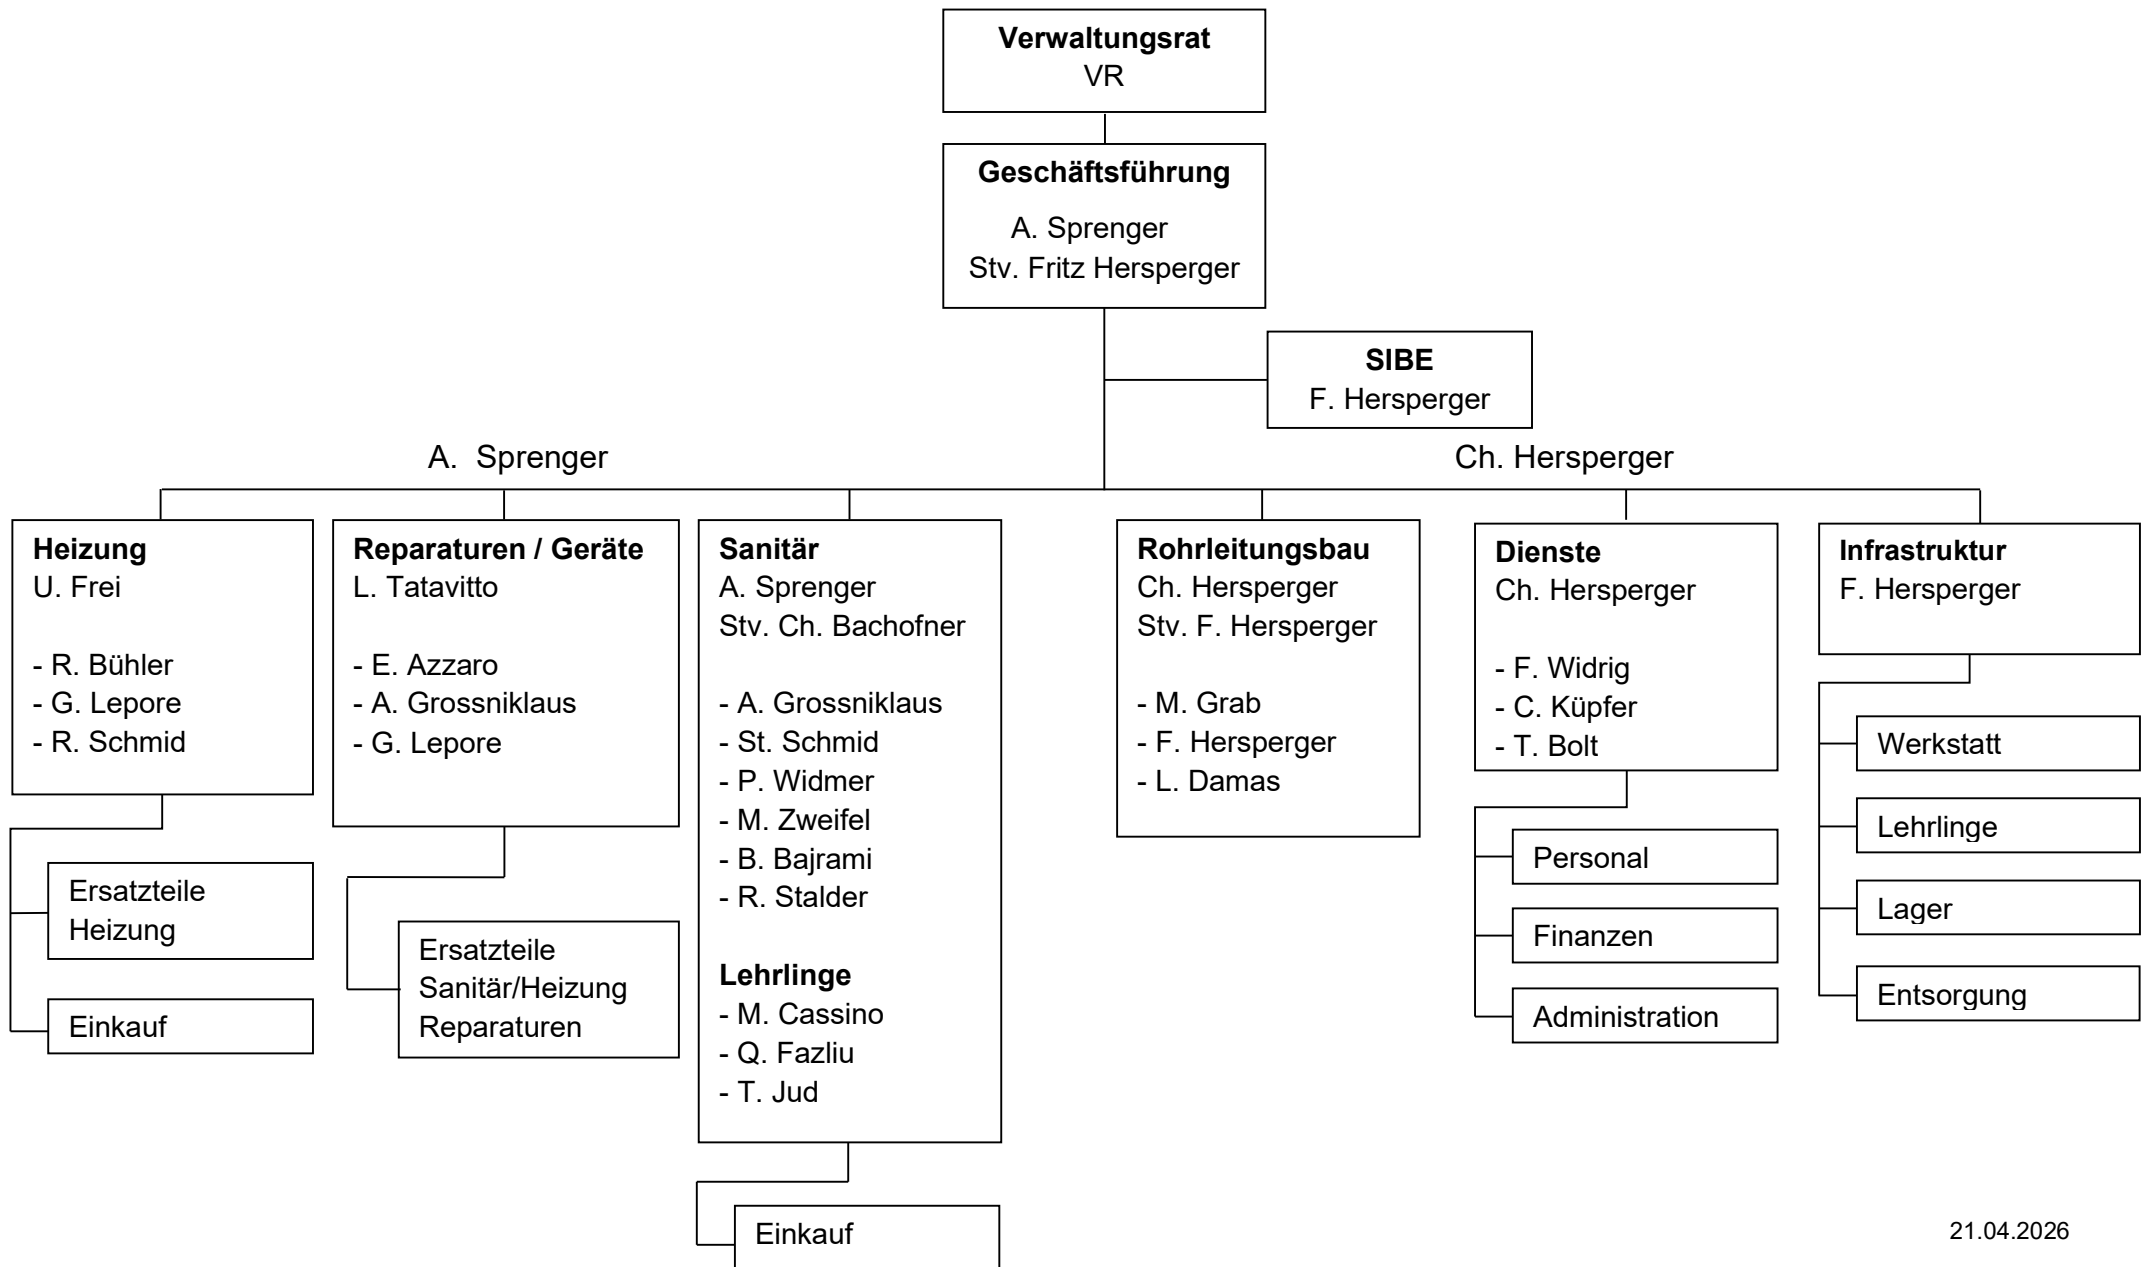 Verwaltungsrat
VR
Geschäftsführung
A. Sprenger
Stv. Fritz Hersperger
SIBE
F. Hersperger
A. Sprenger
Ch. Hersperger
Heizung
U. Frei
- R. Bühler
- G. Lepore
- R. Schmid
Ersatzteile
Heizung
Einkauf
Reparaturen / Geräte
L. Tatavitto
- E. Azzaro
- A. Grossniklaus
- G. Lepore
Ersatzteile
Sanitär/Heizung
Reparaturen
Sanitär
A. Sprenger
Stv. Ch. Bachofner
- A. Grossniklaus
- St. Schmid
- P. Widmer
- M. Zweifel
- B. Bajrami
- R. Stalder
Lehrlinge
- M. Cassino
- Q. Fazliu
- T. Jud
Einkauf
Rohrleitungsbau
Ch. Hersperger
Stv. F. Hersperger
- M. Grab
- F. Hersperger
- L. Damas
Dienste
Ch. Hersperger
- F. Widrig
- C. Küpfer
- T. Bolt
Personal
Finanzen
Administration
Infrastruktur
F. Hersperger
Werkstatt
Lehrlinge
Lager
Entsorgung
21.04.2026